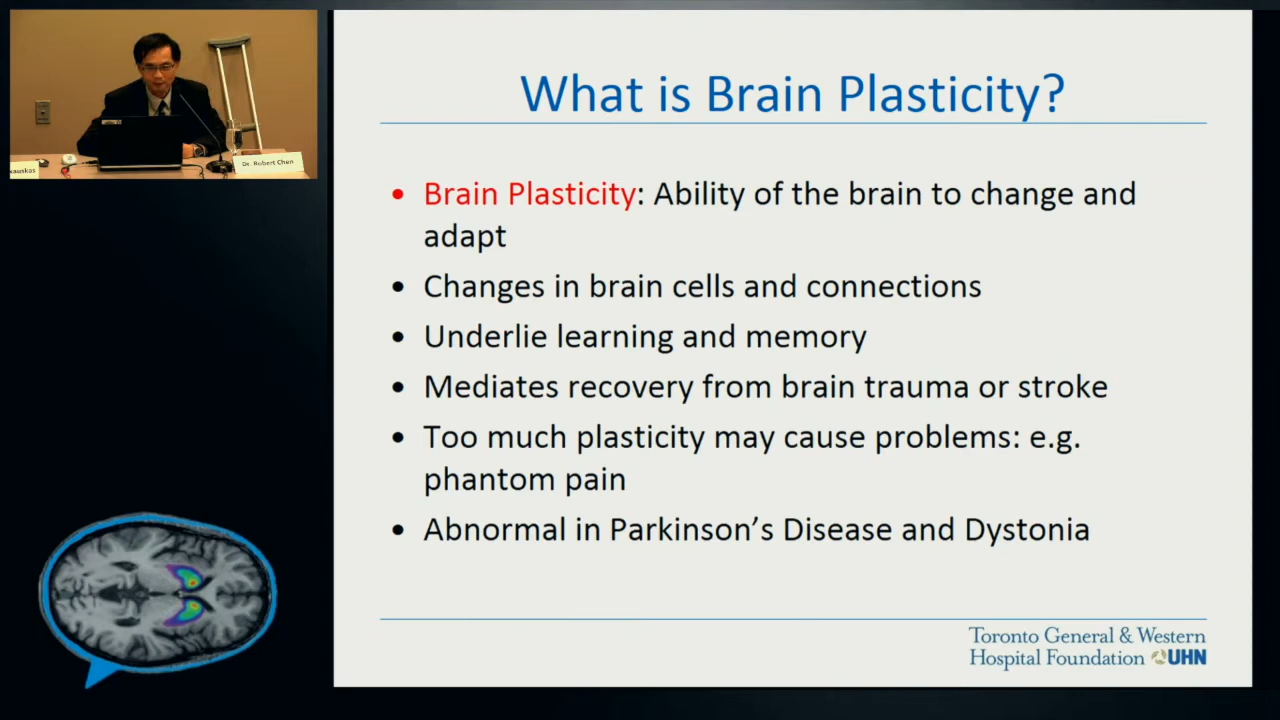 What is Brain Plasticity?
• Brain Plasticity: Ability of the brain to change and
adapt
• Changes in brain cells and connections
• Underlie learning and memory
• Mediates recovery from brain trauma or stroke
• Too much plasticity may cause problems: e.g.
phantom pain
• Abnormal in Parkinson's Disease and Dystonia
Toronto General & Western
Hospital Foundation UHN
Dr. Robert Chen